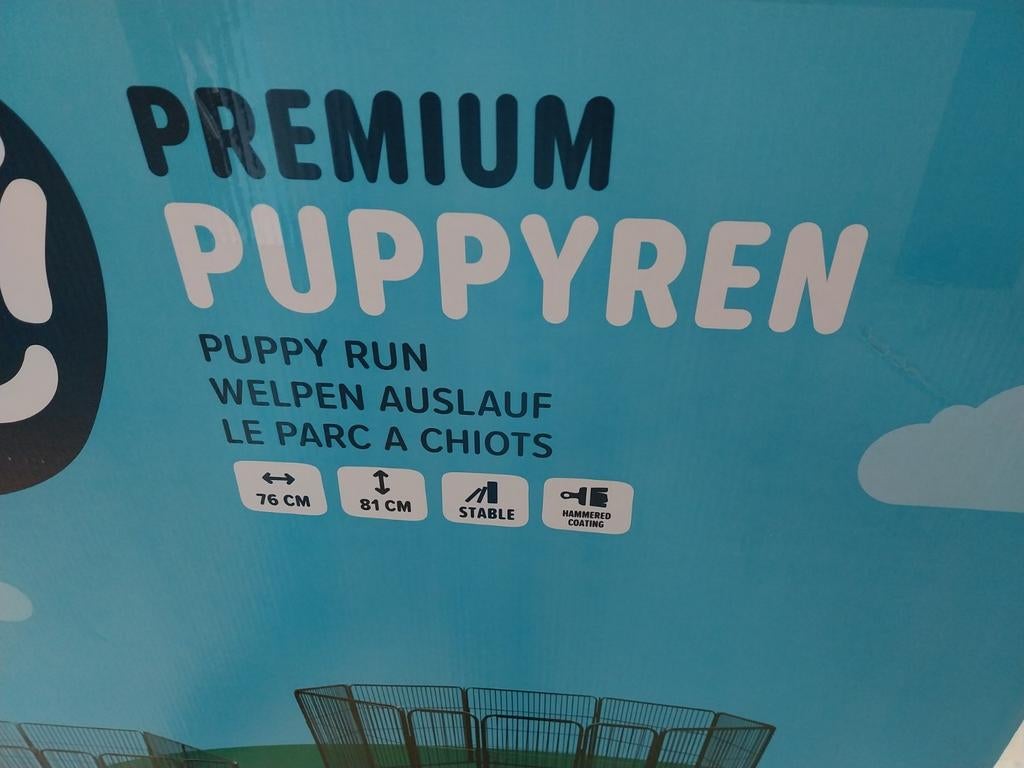 PREMIUM
PUPPYREN
PUPPY RUN
WELPEN AUSLAUF
LE PARC A CHIOTS
76 CM
81 CM
STABLE
HAMMERED
COATING